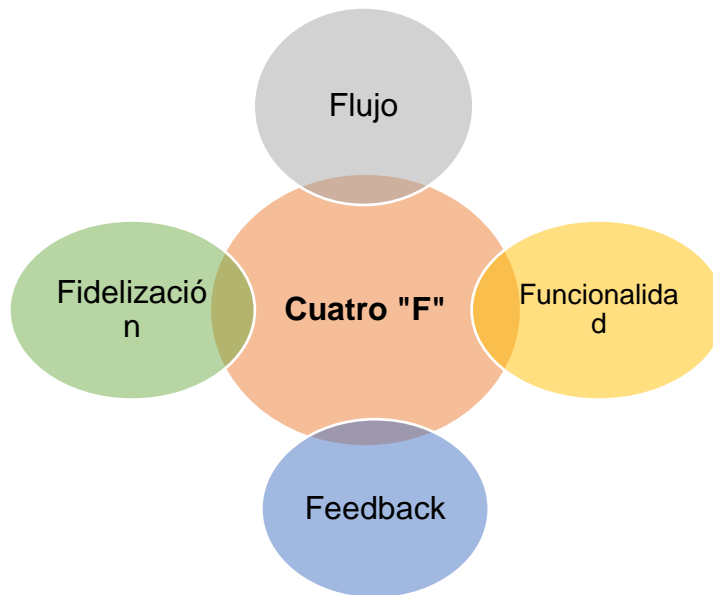 Flujo
Fidelizació
n
Cuatro "F"
Funcionalida
d
Feedback